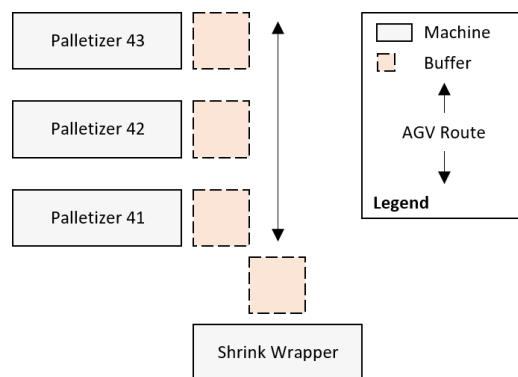 Palletizer 43
Palletizer 42
Palletizer 41
Shrink Wrapper
Machine
Buffer
AGV Route
Legend